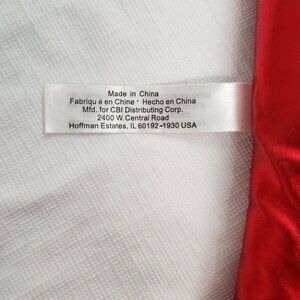 Made in China
Fabriqué en Chine · Hecho en China
Mfd. for CBI Distributing Corp.
2400 W.Central Road
Hoffman Estates, IL 60192-1930 USA